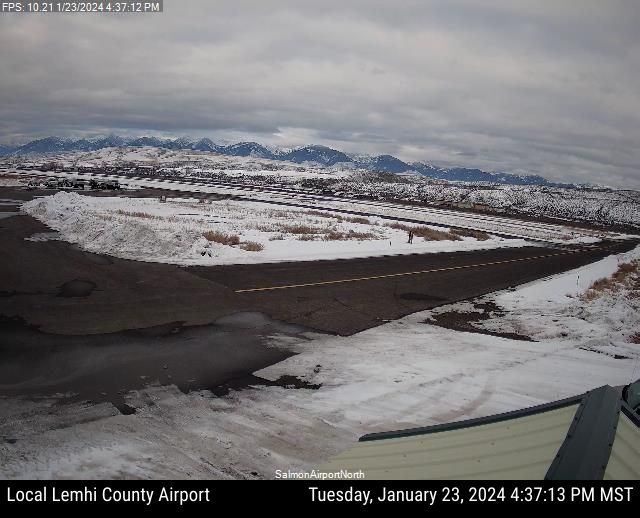 FPS: 10.21 1/23/2024 4:37:12 PM
SalmonAirportNorth
Local Lemhi County Airport Tuesday, January 23, 2024 4:37:13 PM MST